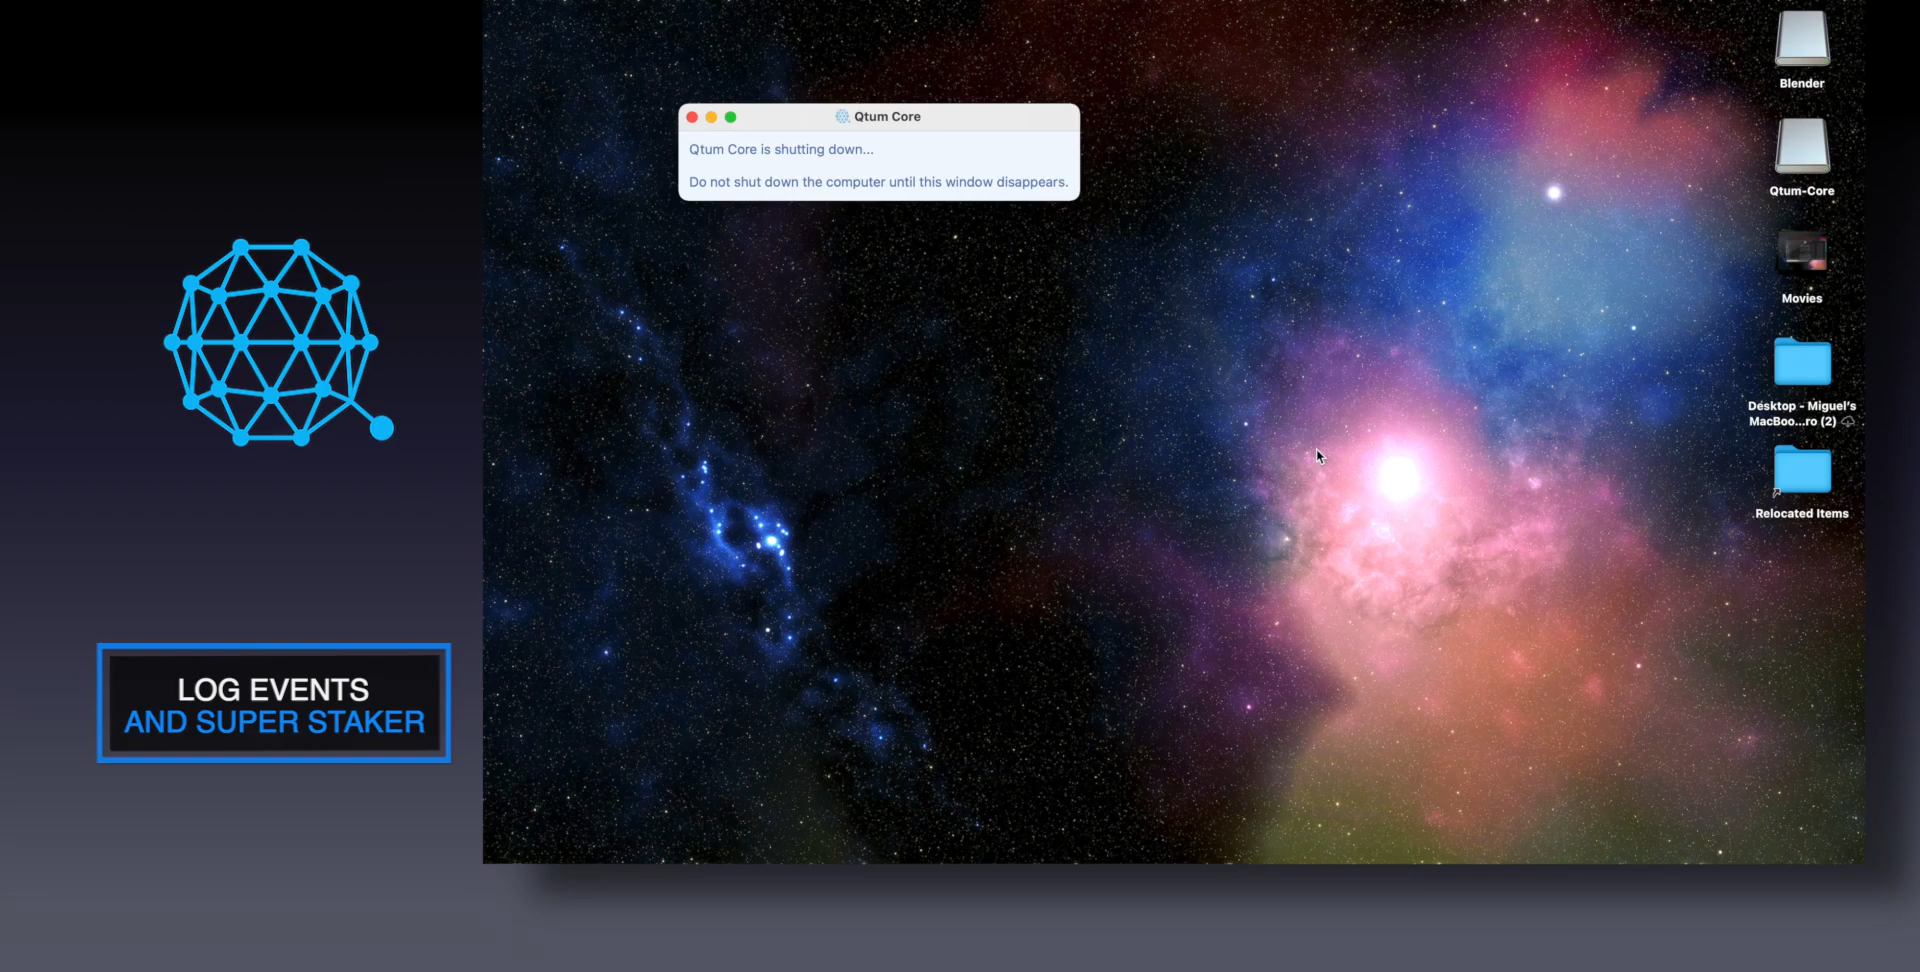 Qtum Core
Qtum Core is shutting down...
Do not shut down the computer until this window disappears.
Blender
Qtum-Core
Movies
Desktop - Miguel's
MacBoo...ro (2)
Relocated Items
LOG EVENTS
AND SUPER STAKER